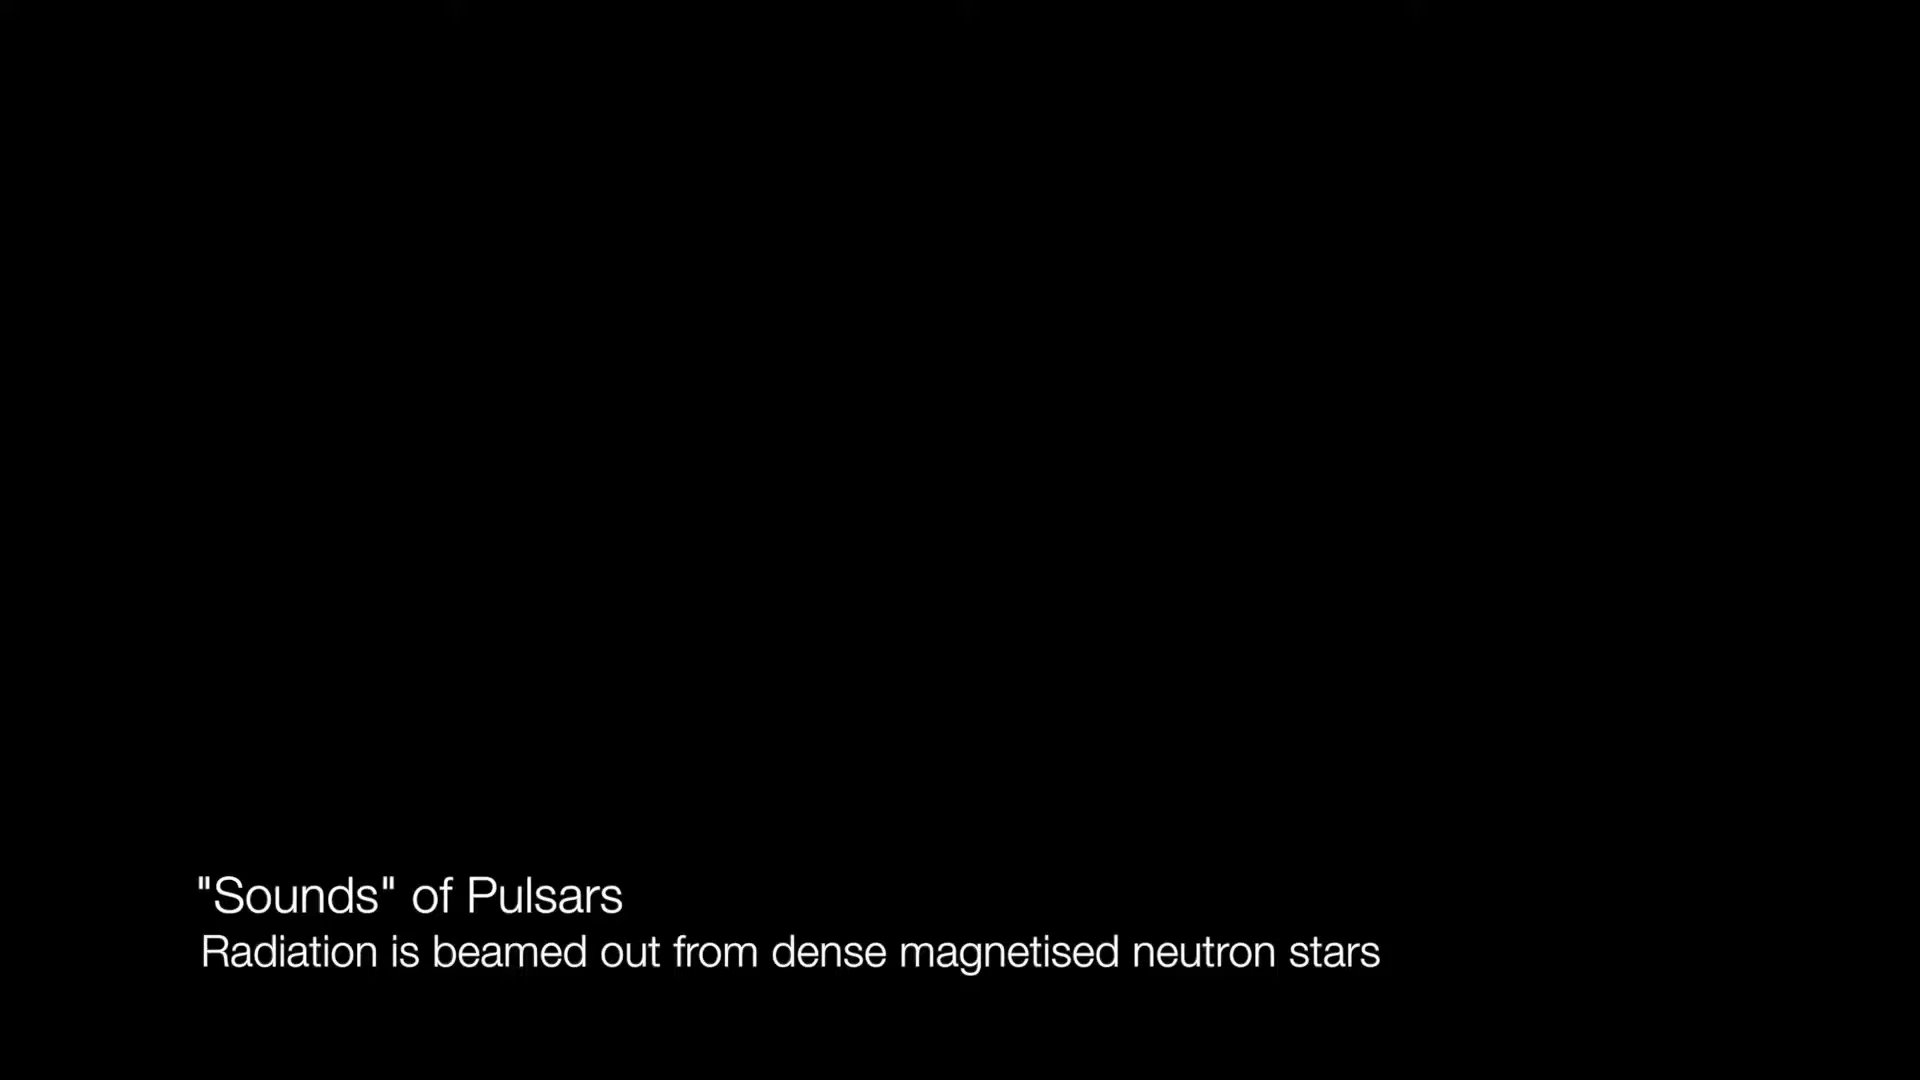 "Sounds" of Pulsars
Radiation is beamed out from dense magnetised neutron stars